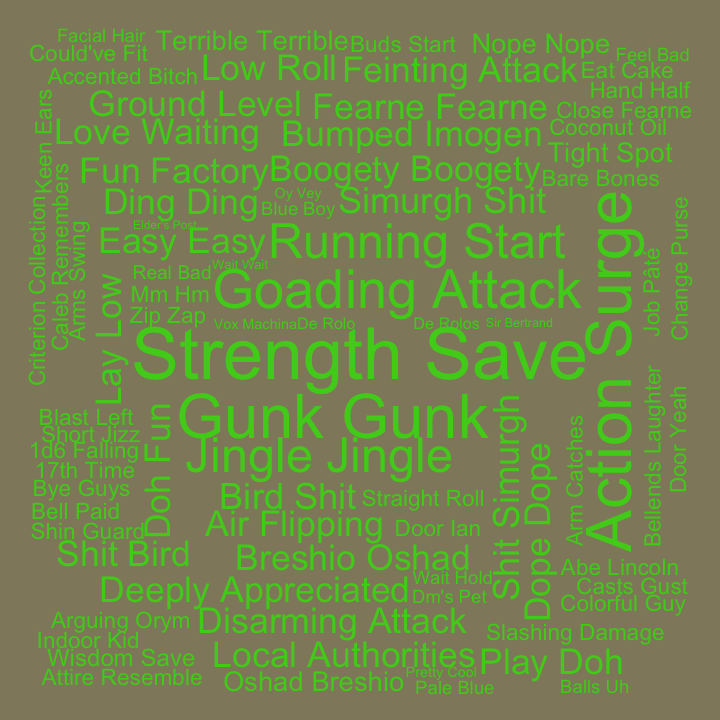 Facial Hair
Could've Fit
Terrible Terrible
Buds Start
Nope Nope
Feel Bad
Accented Bitch
Low Roll
Feinting Attack
Eat Cake
Hand Half
Ground Level
Fearne Fearne
Close Fearne
Love Waiting
Bumped Imogen
Coconut Oil
Tight Spot
Keen Ears
Fun Factory
Boogety Boogety
Bare Bones
Oy Vey
Ding Ding
Blue Boy
Simurgh Shit
Elder's Post
Easy Easy
Running Start
Criterion Collection
Caleb Remembers
Arms Swing
Real Bad
Wait Wait
Goading Attack
Action Surge
Job Pâté
Change Purse
Mm Hm
Lay Low
Zip Zap
Vox Machina
De Rolo
De Rolos
Sir Bertrand
Strength Save
Gunk Gunk
Blast Left
Short Jizz
Jingle Jingle
1d6 Falling
17th Time
Doh Fun
Bye Guys
Bird Shit
Straight Roll
Shit Simurgh
Dope Dope
Arm Catches
Bellends Laughter
Door Yeah
Bell Paid
Shin Guard
Air Flipping
Door Ian
Shit Bird
Breshio Oshad
Abe Lincoln
Wait Hold
Casts Gust
Deeply Appreciated
Dm's Pet
Colorful Guy
Arguing Orym
Disarming Attack
Slashing Damage
Indoor Kid
Wisdom Save
Local Authorities
Play Doh
Pretty Cool
Attire Resemble
Oshad Breshio
Pale Blue
Balls Uh